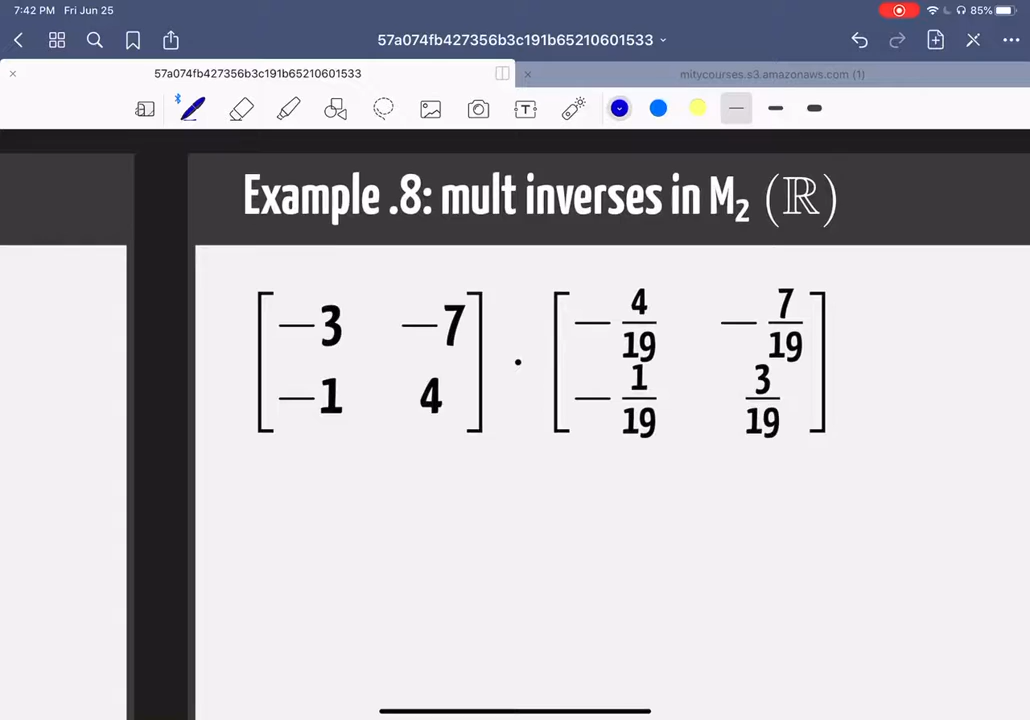 7:42 PM Fri Jun 25 85%
57a074fb427356b3c191b65210601533
57a074fb427356b3c191b65210601533 mitycourses.s3.amazonaws.com (1)
T
Example .8: mult inverses in M₂ (ℝ)
[−3 −7] · [−4/19 −7/19]
[−1 4] [−1/19 3/19]